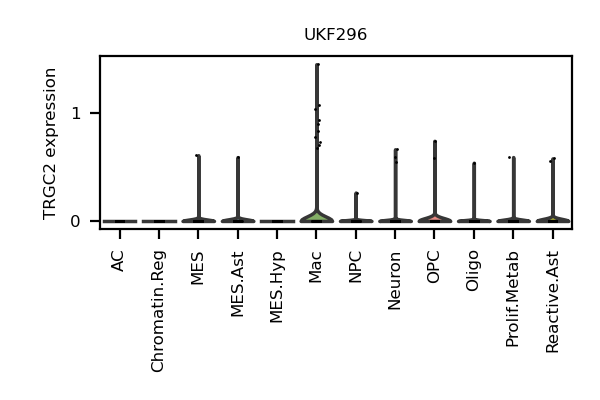 UKF296
TRGC2 expression
1
0
AC
Chromatin.Reg
MES
MES.Ast
MES.Hyp
Mac
NPC
Neuron
OPC
Oligo
Prolif.Metab
Reactive.Ast